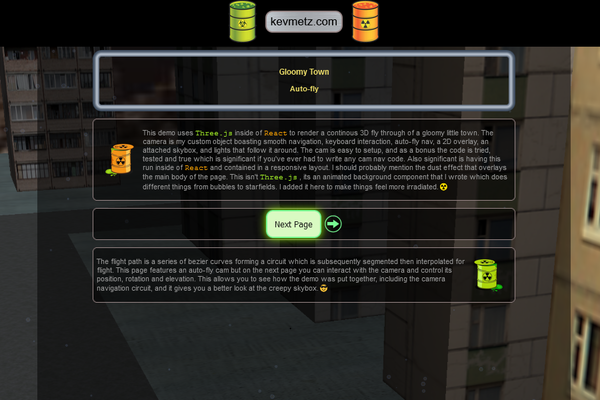 kevmetz.com
Gloomy Town
Auto-fly
This demo uses Three.js inside of React to render a continous 3D fly through of a gloomy little town. The
camera is my custom object boasting smooth navigation, keyboard interaction, auto-fly nav, a 2D overlay, an
attached skybox, and lights that follow it around. The cam is easy to setup, and as a bonus the code is tried,
tested and true which is significant if you've ever had to write any cam nav code. Also significant is having this
run inside of React and contained in a responsive layout. I should probably mention the dust effect that overlays
the main body of the page. This isn't Three.js, its an animated background component that I wrote which does
different things from bubbles to starfields. I added it here to make things feel more irradiated.
Next Page
The flight path is a series of bezier curves forming a circuit which is subsequently segmented then interpolated for
flight. This page features an auto-fly cam but on the next page you can interact with the camera and control its
position, rotation and elevation. This allows you to see how the demo was put together, including the camera
navigation circuit, and it gives you a better look at the creepy skybox.